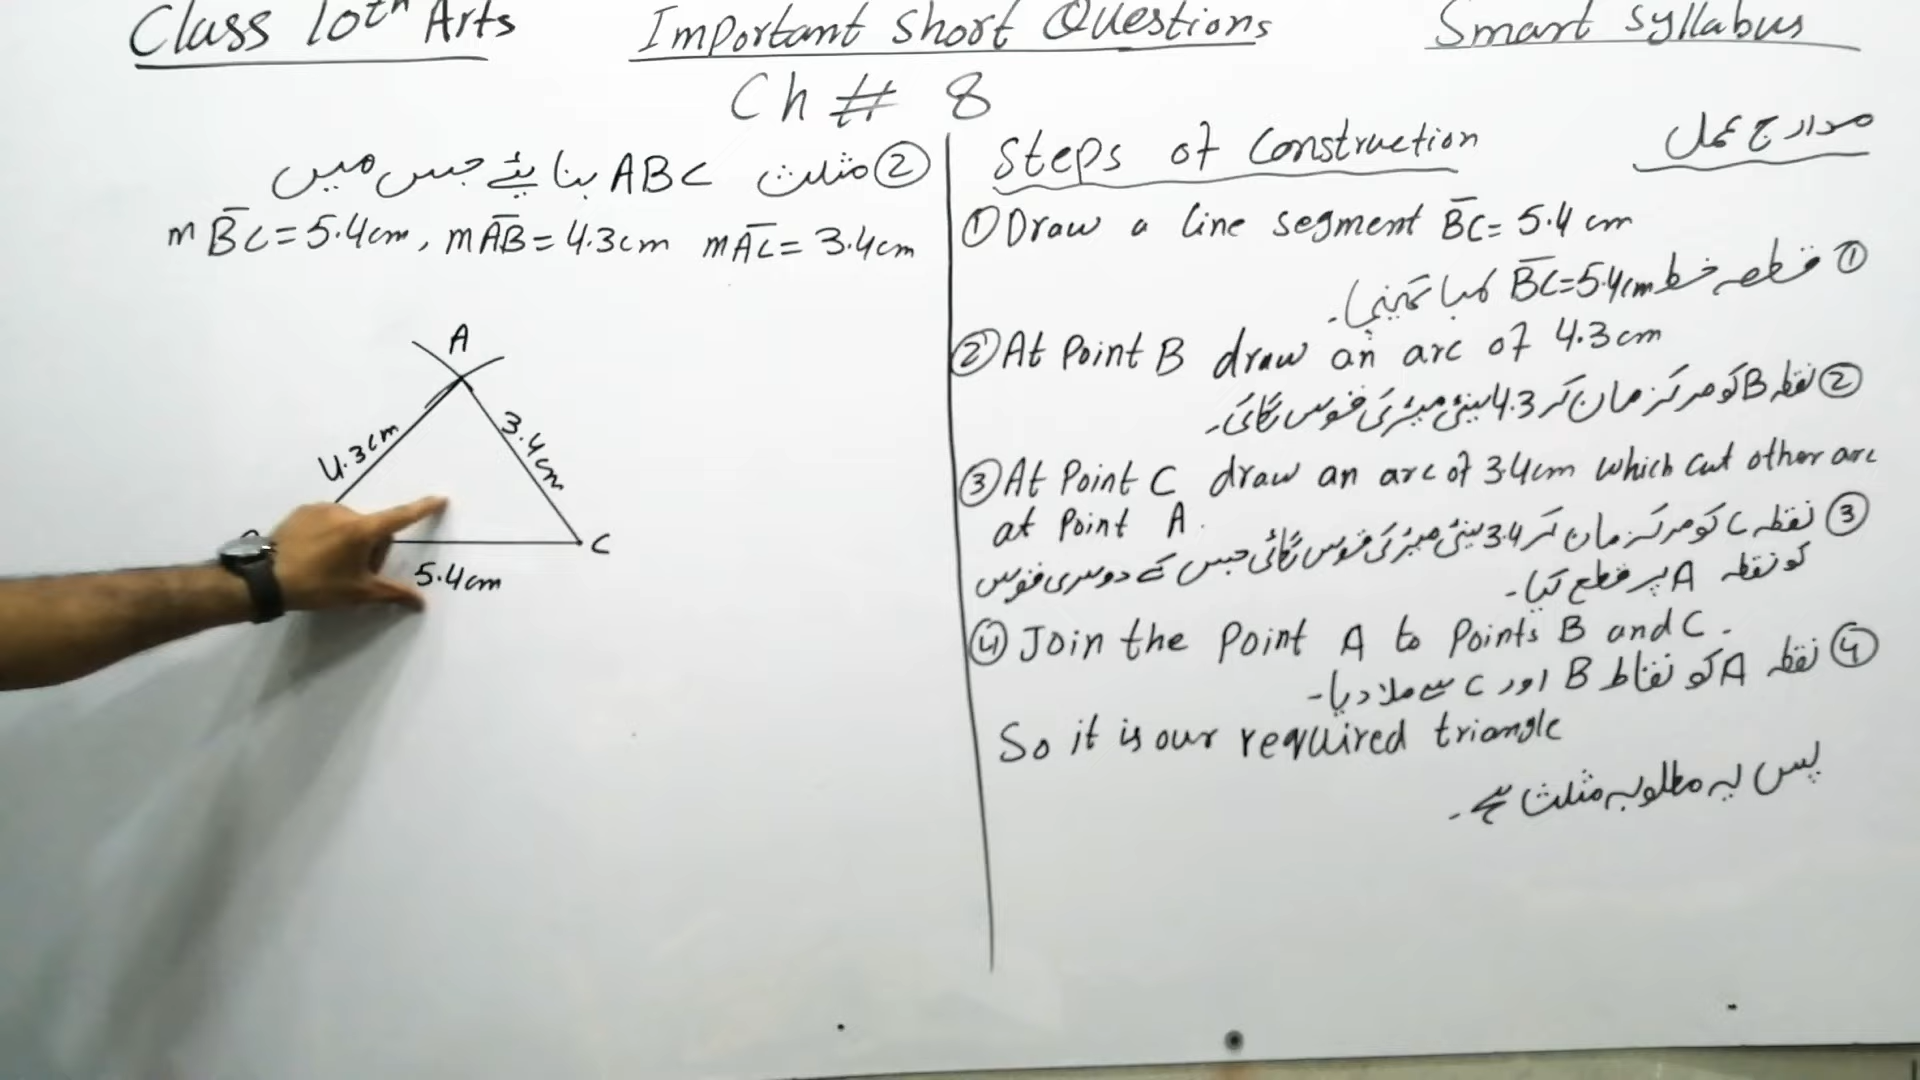 Class 10th Arts
Important Short Questions
Smart Syllabus
Ch # 8
② مثلث ABC بنایئے جس میں
m B̅C̅ = 5.4cm, m A̅B̅ = 4.3cm m A̅C̅ = 3.4cm
A
4.3cm
3.4cm
C
5.4cm
Steps of Construction
مدارج عمل
① Draw a line segment B̅C̅ = 5.4 cm
① قطعہ خط B̅C̅=5.4cm لمبا کھینچا۔
② At Point B draw an arc of 4.3cm
② نقطہ B کو مرکز مان کر 4.3 سینٹی میٹر کی قوس لگائی۔
③ At Point C draw an arc of 3.4cm which cut other arc
at Point A.
③ نقطہ C کو مرکز مان کر 3.4 سینٹی میٹر کی قوس لگائی جس نے دوسری قوس
کو نقطہ A پر قطع کیا۔
④ Join the Point A to Points B and C.
④ نقطہ A کو نقاط B اور C سے ملا دیا۔
So it is our required triangle
پس یہ مطلوبہ مثلث ہے۔